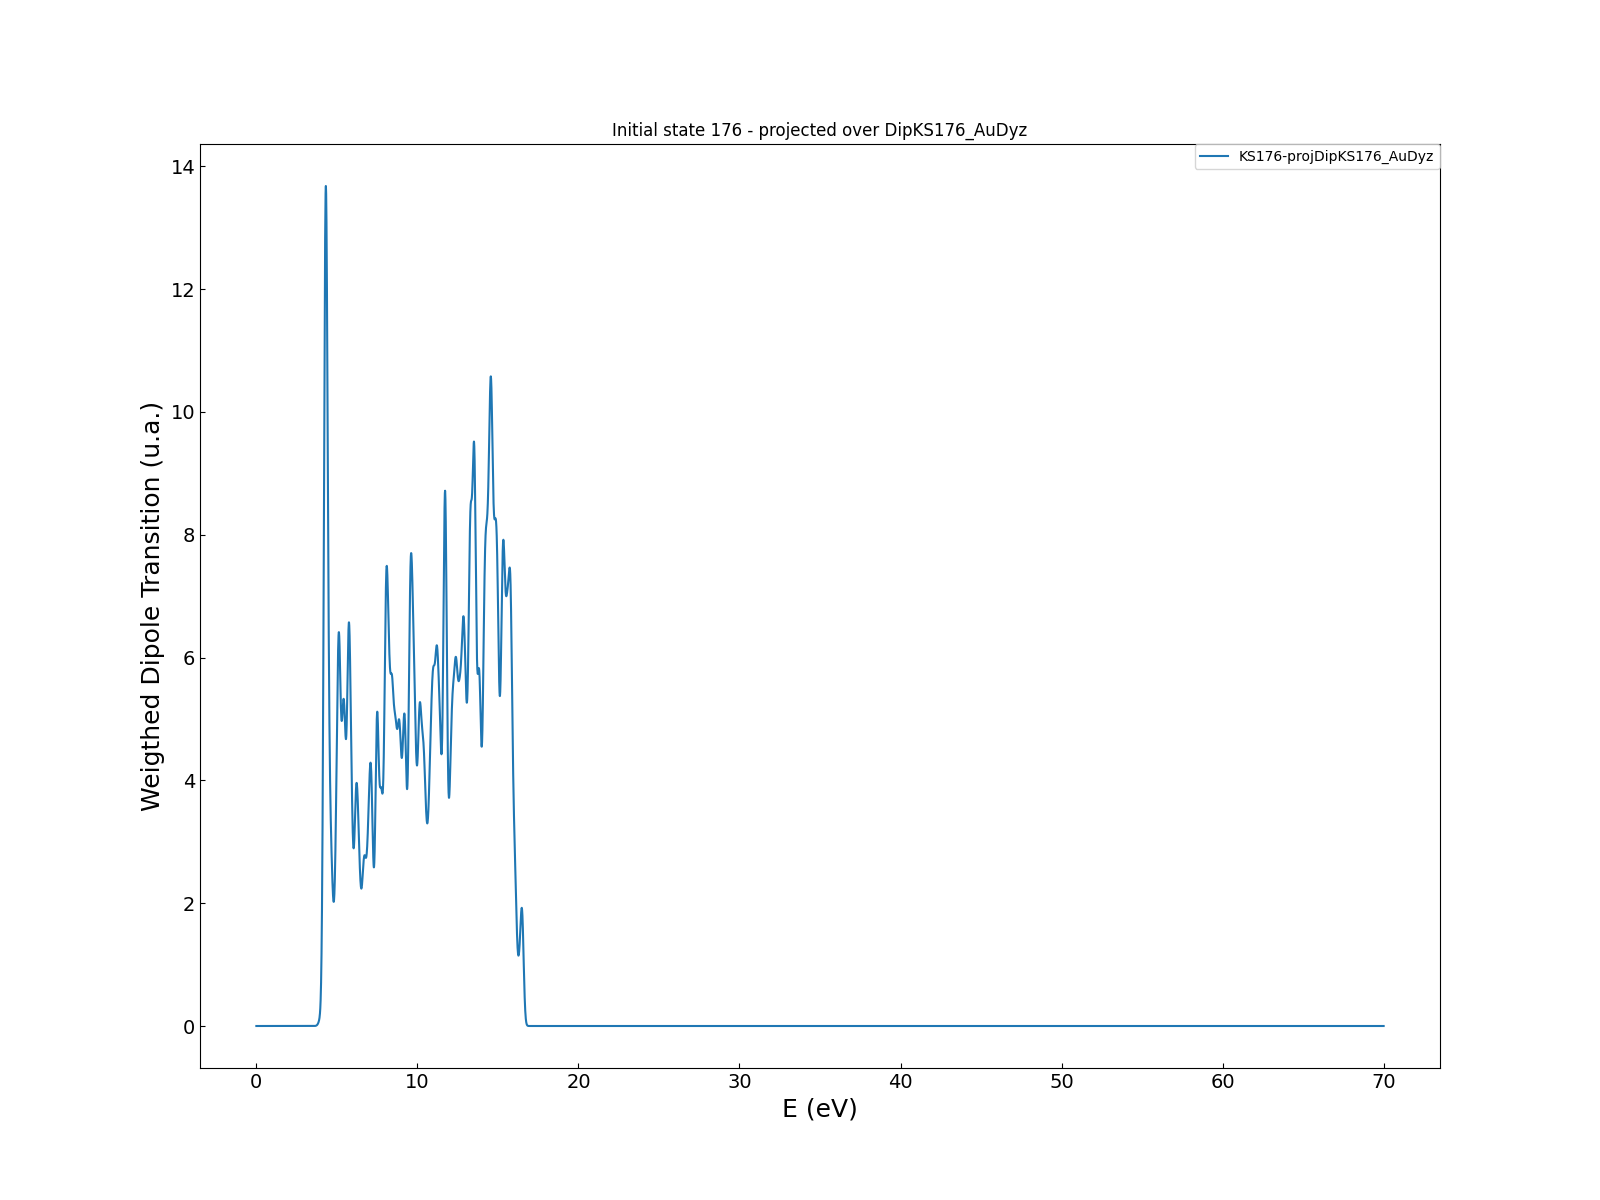 Initial state 176 - projected over DipKS176_AuDyz
KS176-projDipKS176_AuDyz
14
12
10
8
6
4
2
0
Weigthed Dipole Transition (u.a.)
0 10 20 30 40 50 60 70
E (eV)